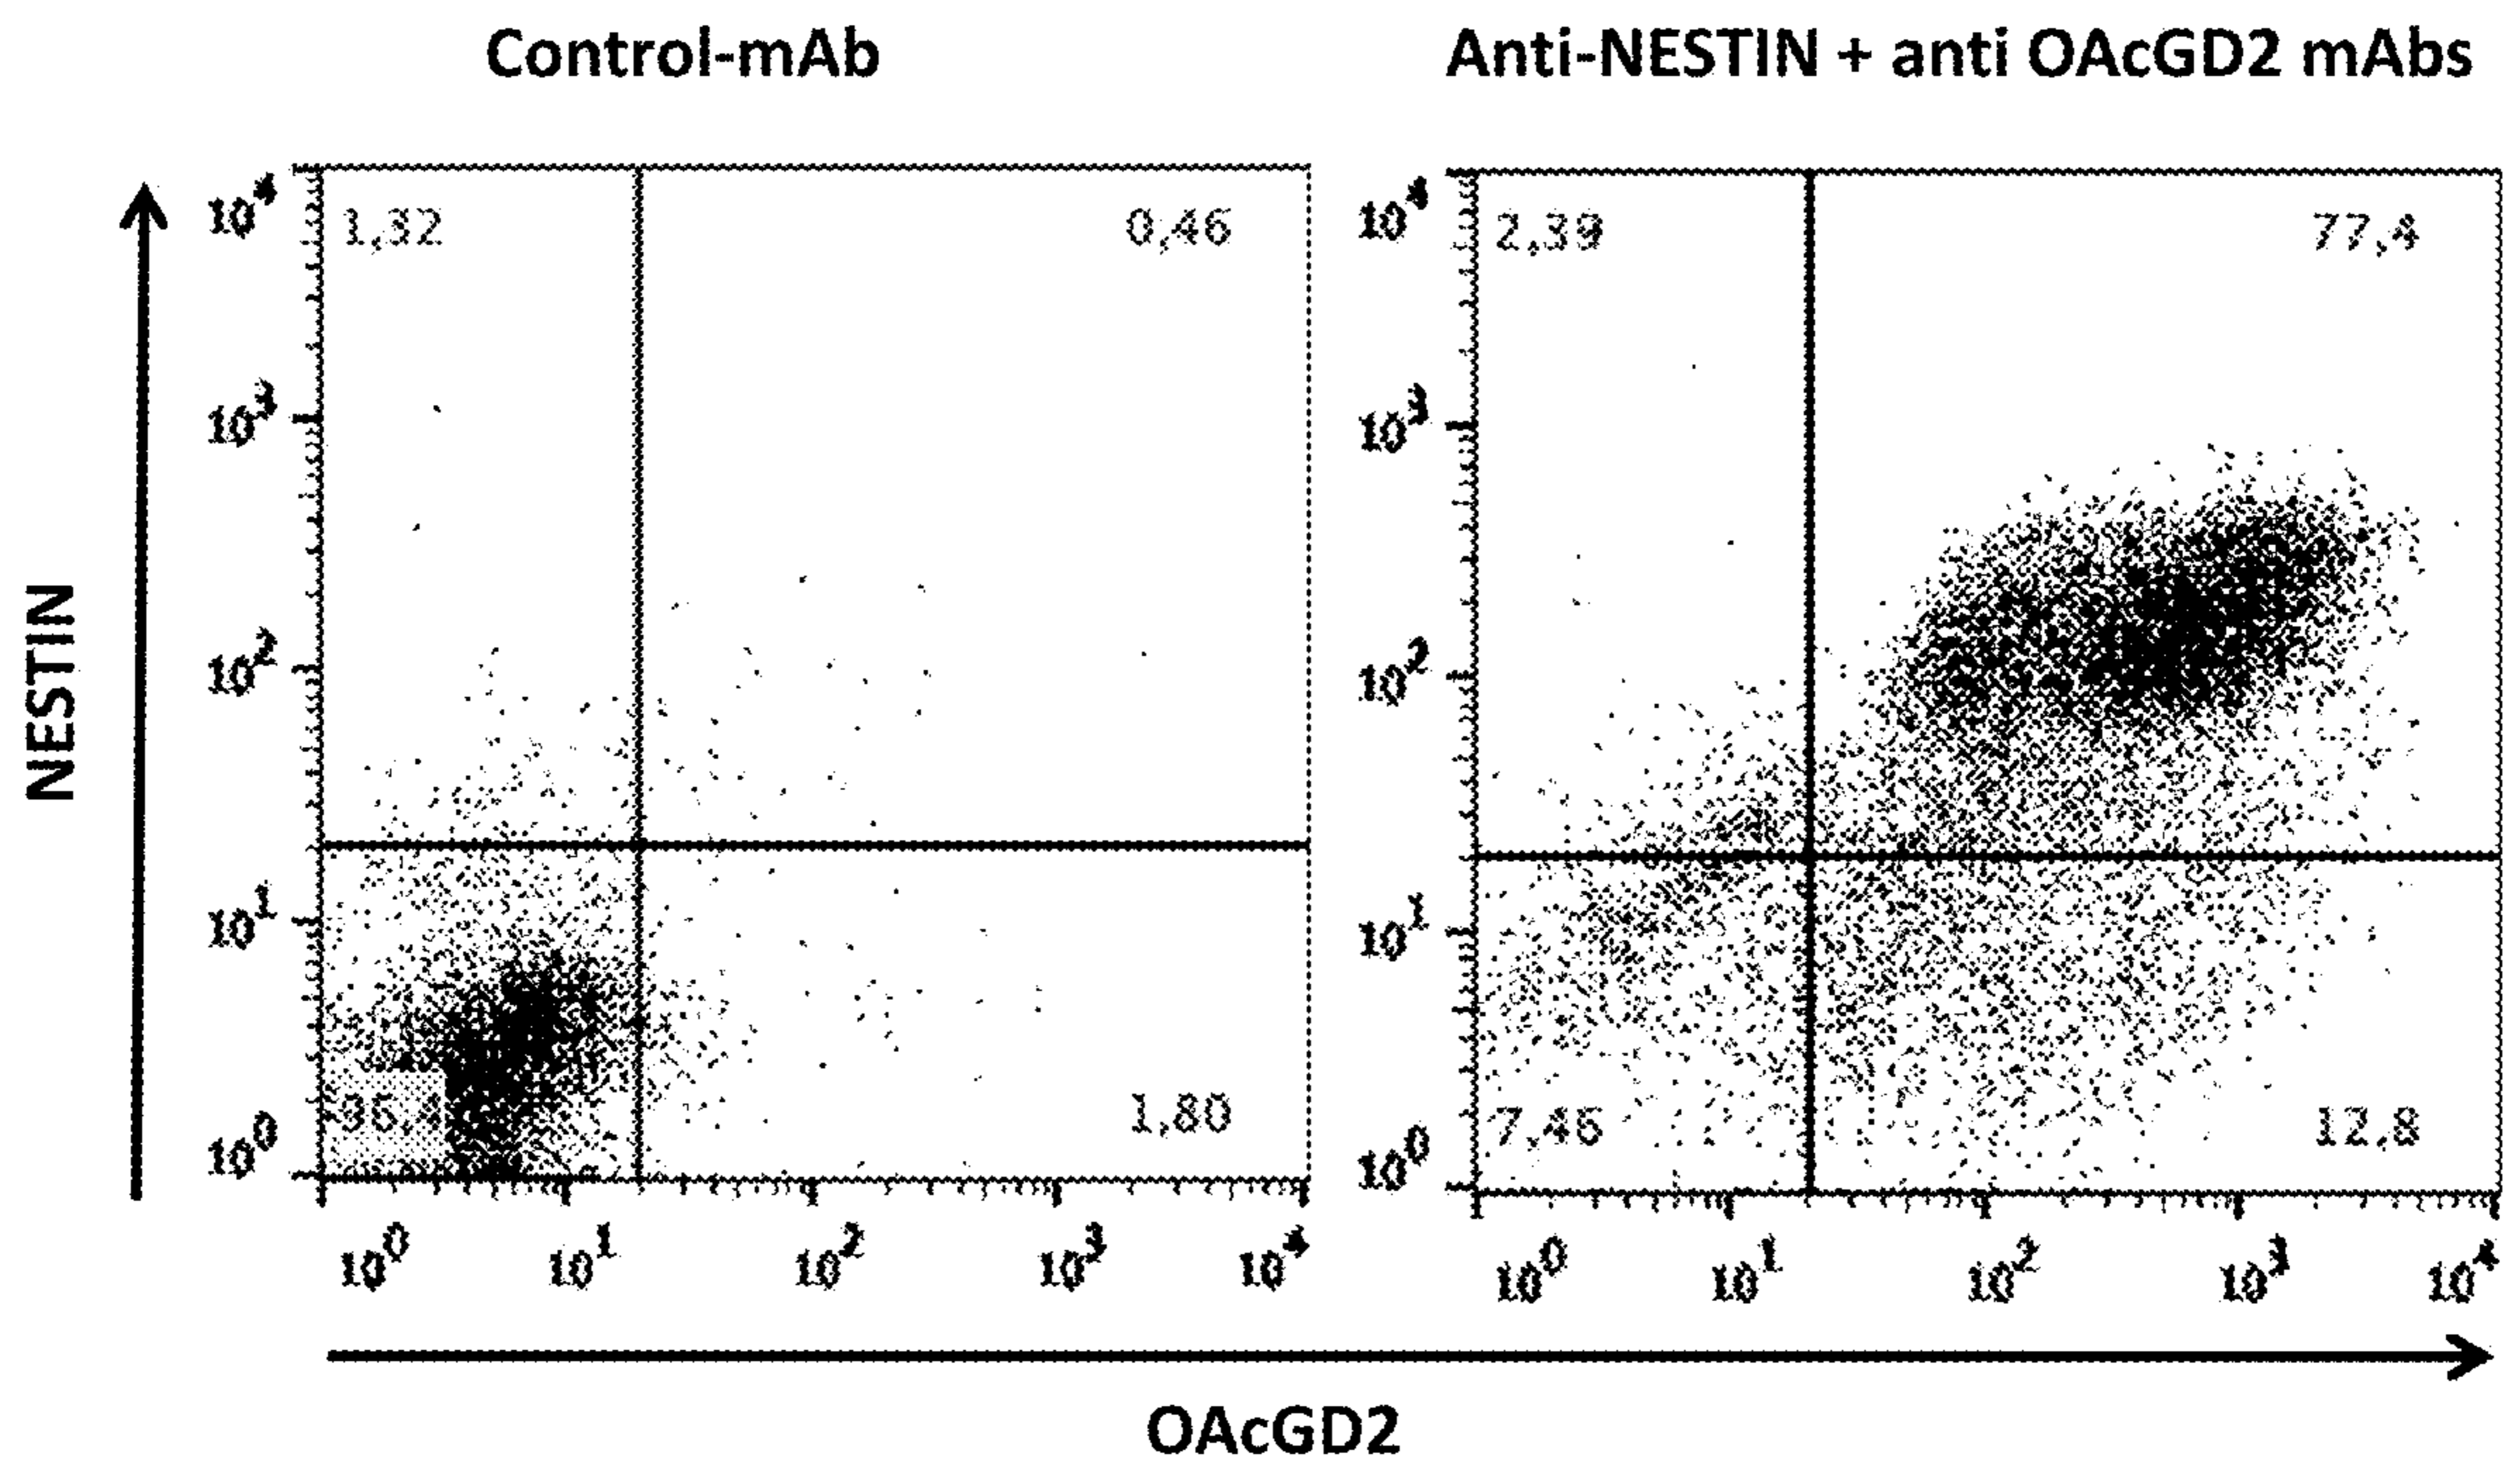 Control-mAb
Anti-NESTIN + anti OAcGD2 mAbs
NESTIN
10⁴
10³
10²
10¹
10⁰
1,32
0,46
1,80
10⁰ 10¹ 10² 10³ 10⁴
10⁴
10³
10²
10¹
10⁰
2,39
77,4
7,46
12,8
10⁰ 10¹ 10² 10³ 10⁴
OAcGD2